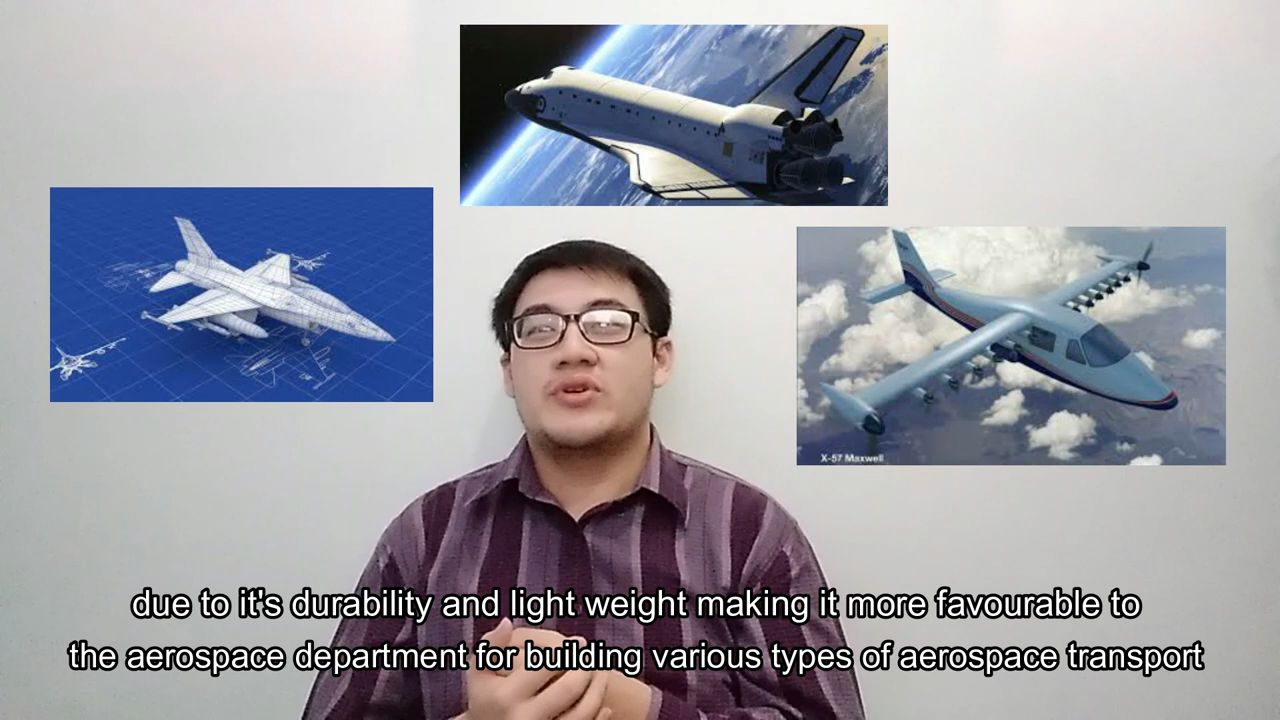 X-57 Maxwell
due to it's durability and light weight making it more favourable to
the aerospace department for building various types of aerospace transport